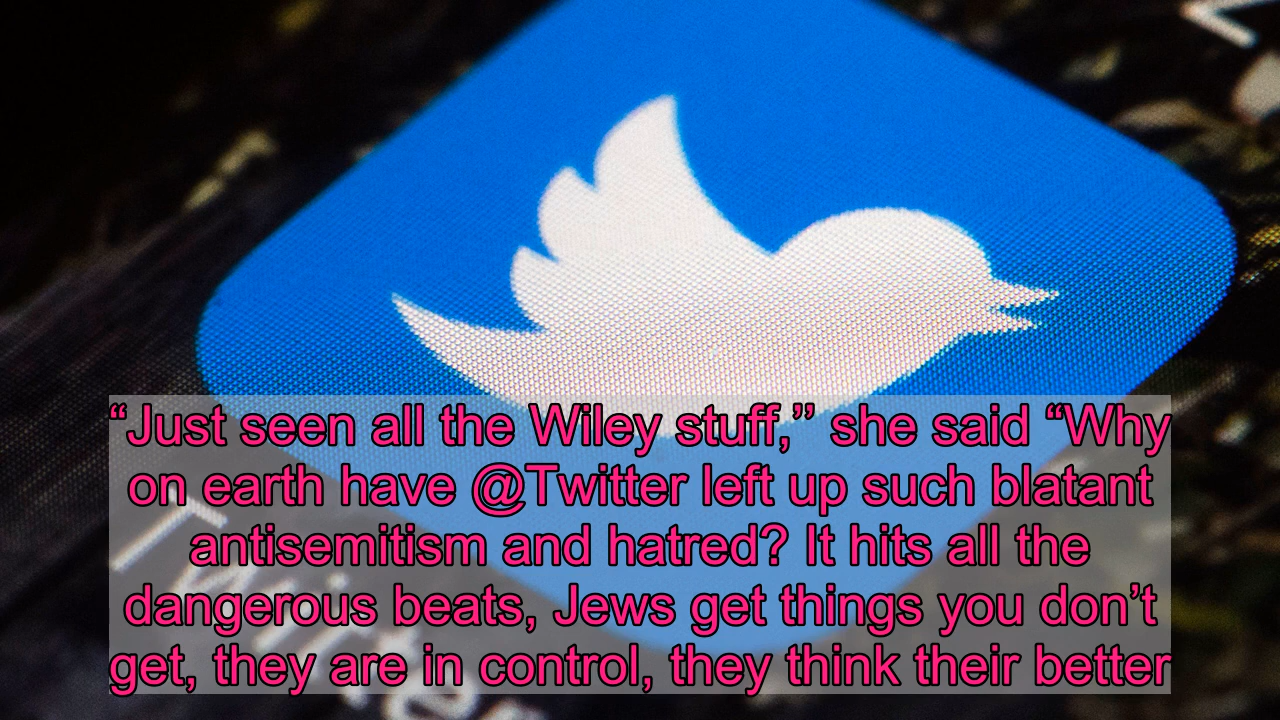 “Just seen all the Wiley stuff,” she said “Why
on earth have @Twitter left up such blatant
antisemitism and hatred? It hits all the
dangerous beats, Jews get things you don’t
get, they are in control, they think their better
Twitter